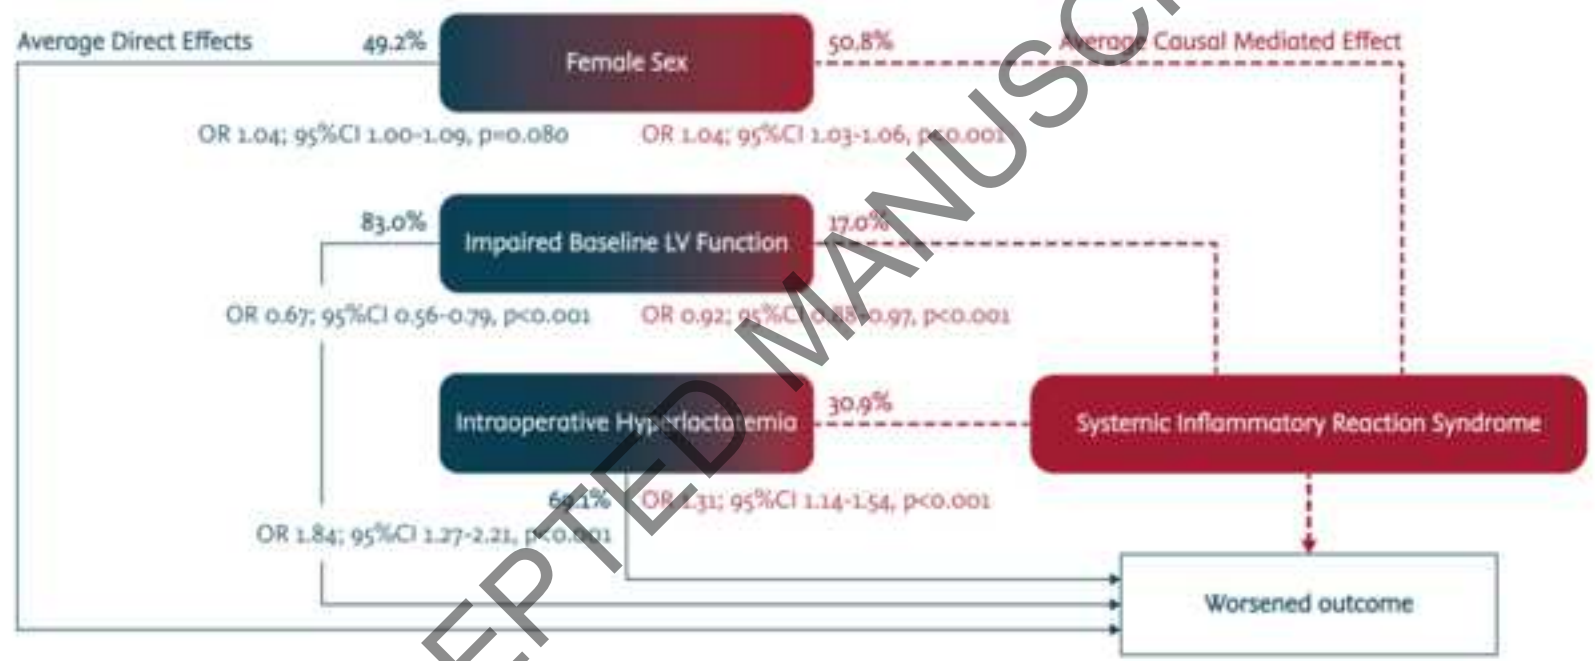 Average Direct Effects 49.2% Female Sex 50.8% Average Causal Mediated Effect
OR 1.04; 95%CI 1.00-1.09, p=0.080 OR 1.04; 95%CI 1.03-1.06, p<0.001
83.0% Impaired Baseline LV Function 17.0%
OR 0.67; 95%CI 0.56-0.79, p<0.001 OR 0.92; 95%CI 0.88-0.97, p<0.001
Intraoperative Hyperlactatemia 30.9% Systemic Inflammatory Reaction Syndrome
69.1% OR 1.31; 95%CI 1.14-1.54, p<0.001
OR 1.84; 95%CI 1.27-2.21, p<0.001
Worsened outcome
EPTED MANUSC